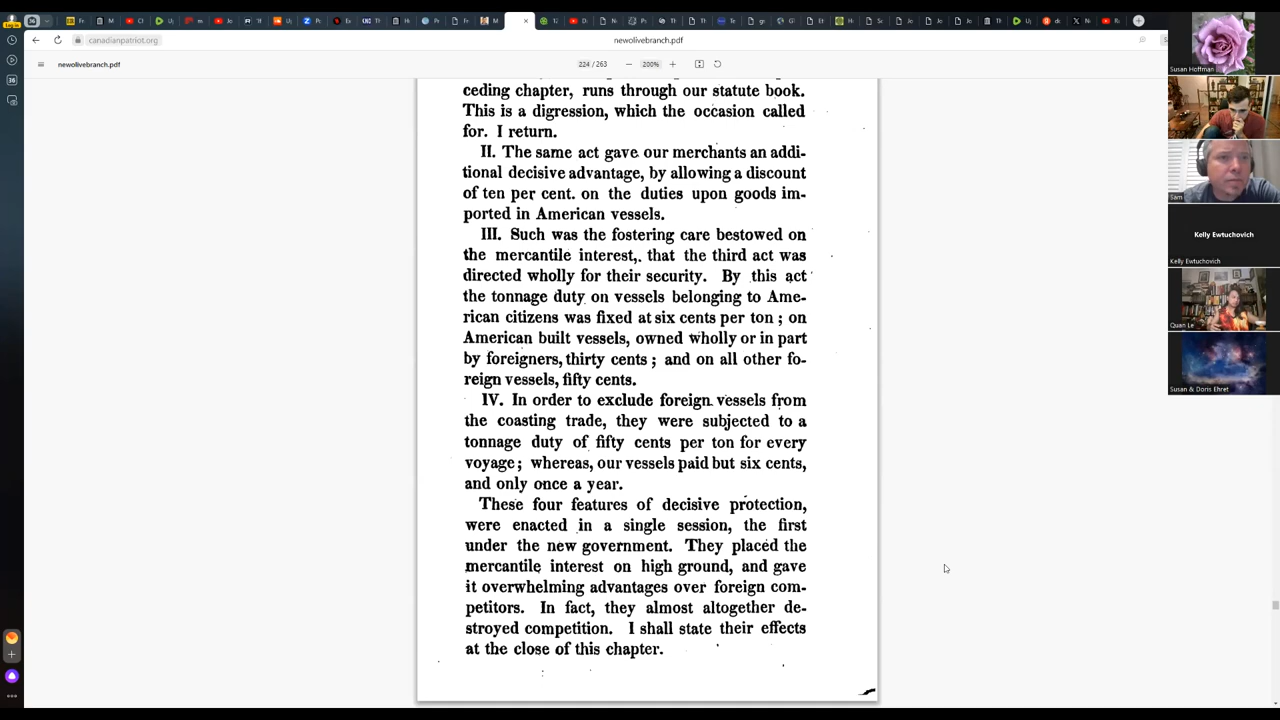 canadianpatriot.org
newolivebranch.pdf
newolivebranch.pdf
224 / 263
200%
ceding chapter, runs through our statute book.
This is a digression, which the occasion called
for. I return.
II. The same act gave our merchants an addi-
al decisive advantage, by allowing a discount
ten per cent. on the duties upon goods im-
ported in American vessels.
III. Such was the fostering care bestowed on
the mercantile interest, that the third act was
directed wholly for their security. By this act
the tonnage duty on vessels belonging to Ame-
rican citizens was fixed at six cents per ton ; on
American built vessels, owned wholly or in part
by foreigners, thirty cents ; and on all other fo-
reign vessels, fifty cents.
IV. In order to exclude foreign vessels from
the coasting trade, they were subjected to a
tonnage duty of fifty cents per ton for every
voyage ; whereas, our vessels paid but six cents,
and only once a year.
These four features of decisive protection,
were enacted in a single session, the first
under the new government. They placed the
mercantile interest on high ground, and gave
it overwhelming advantages over foreign com-
petitors. In fact, they almost altogether de-
stroyed competition. I shall state their effects
at the close of this chapter.
Susan Hoffman
Sam
Kelly Ewtuchovich
Kelly Ewtuchovich
Quan Le
Susan & Doris Ehret